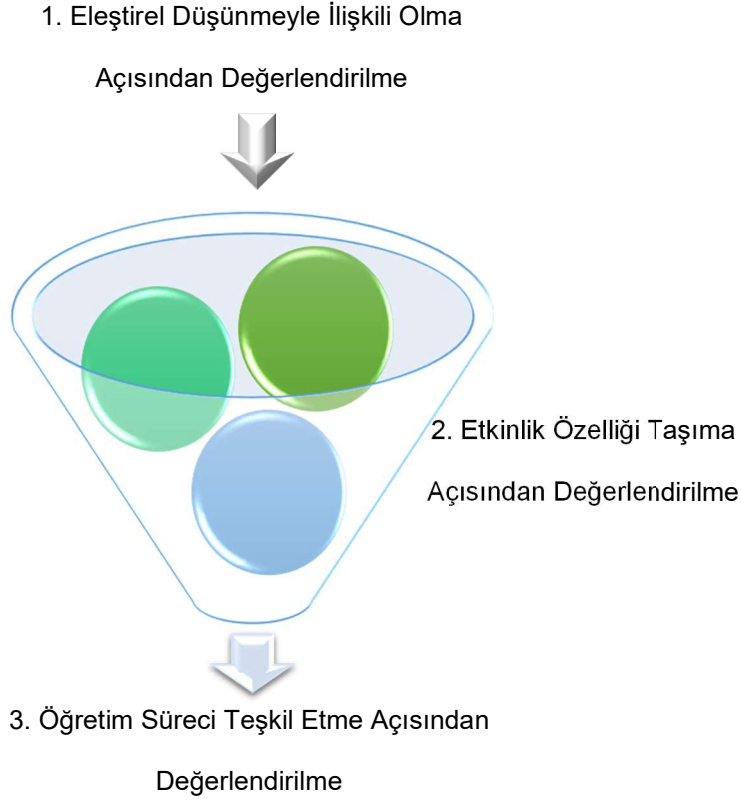 1. Eleştirel Düşünmeyle İlişkili Olma
Açısından Değerlendirilme
2. Etkinlik Özelliği Taşıma
Açısından Değerlendirilme
3. Öğretim Süreci Teşkil Etme Açısından
Değerlendirilme